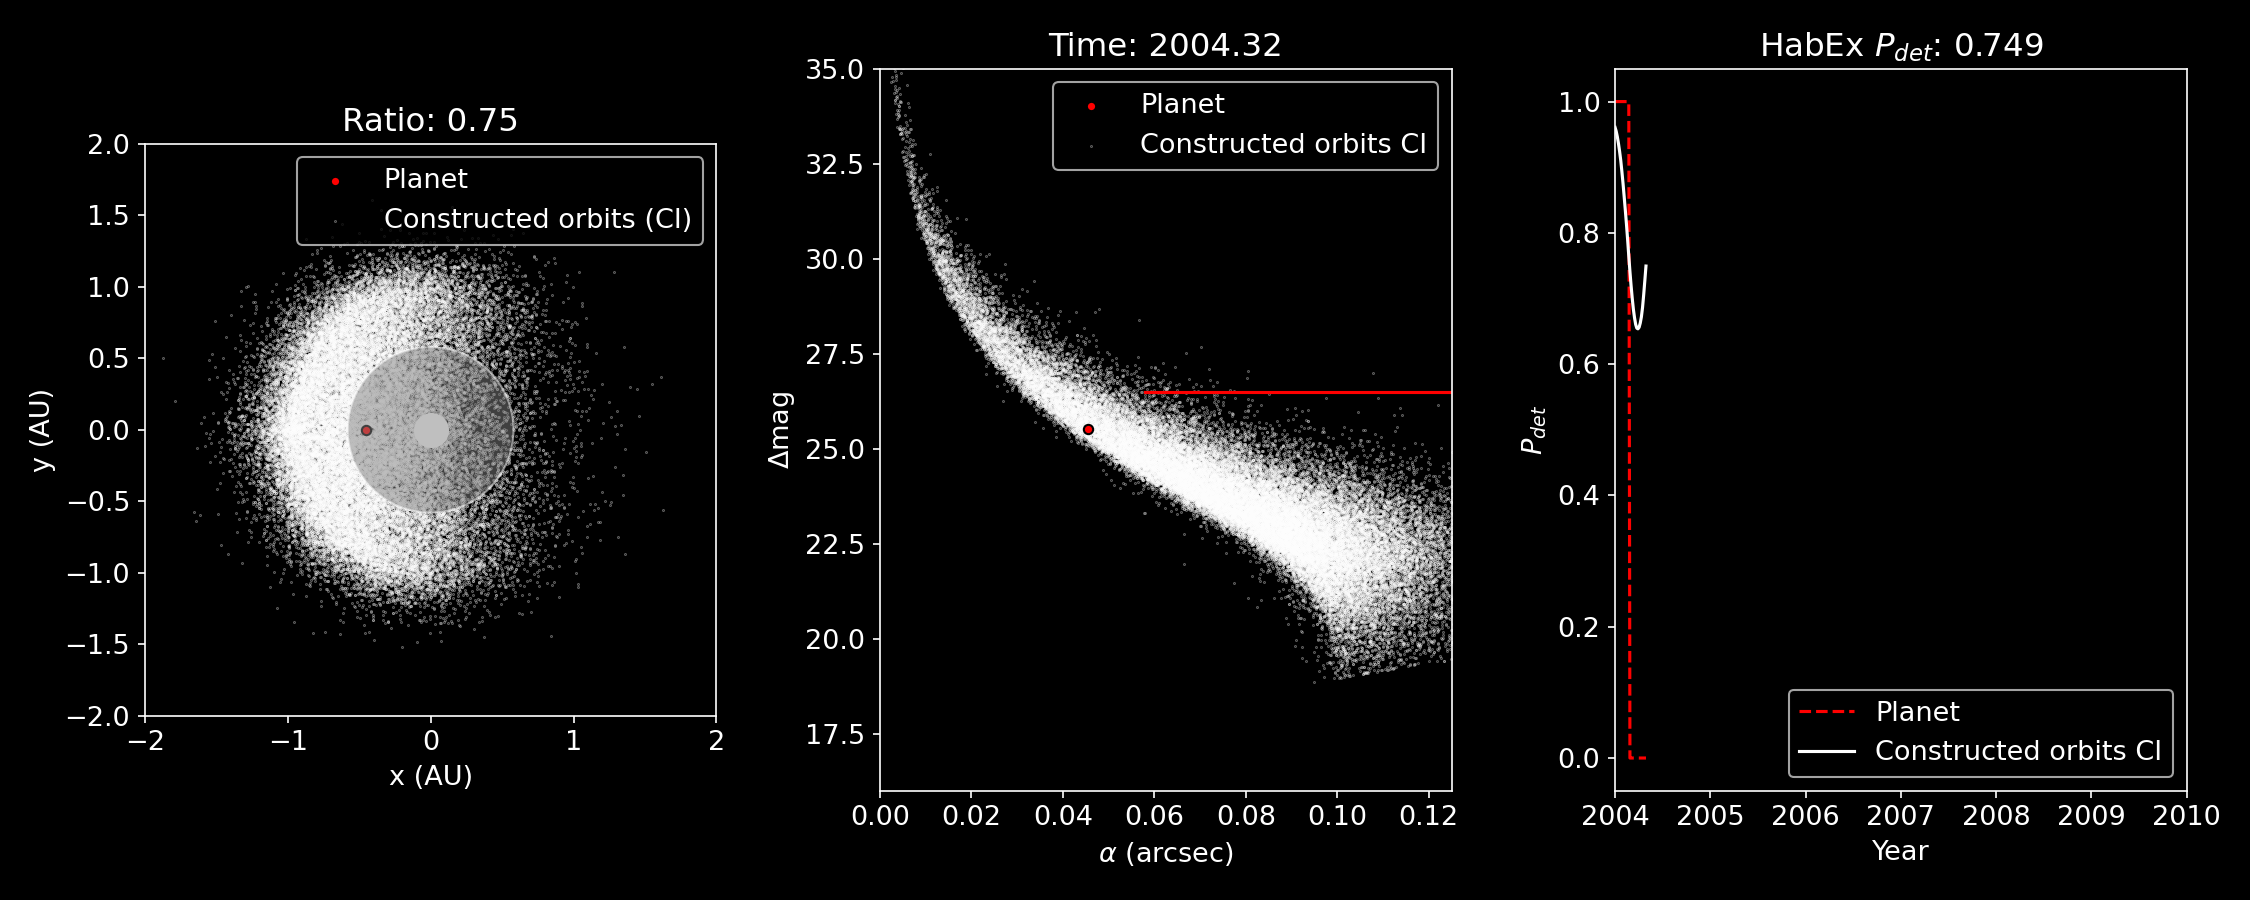 Ratio: 0.75
Planet
Constructed orbits (CI)
2.0
1.5
1.0
0.5
0.0
−0.5
−1.0
−1.5
−2.0
−2
−1
0
1
2
y (AU)
x (AU)
Time: 2004.32
Planet
Constructed orbits CI
35.0
32.5
30.0
27.5
25.0
22.5
20.0
17.5
0.00
0.02
0.04
0.06
0.08
0.10
0.12
Δmag
α (arcsec)
HabEx P_det: 0.749
1.0
0.8
0.6
0.4
0.2
0.0
P_det
Planet
Constructed orbits CI
2004
2005
2006
2007
2008
2009
2010
Year